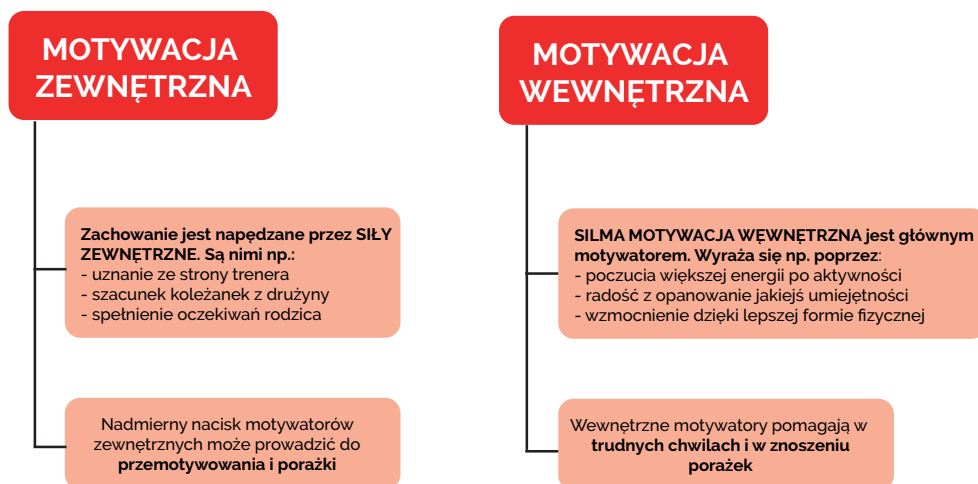 MOTYWACJA
ZEWNĘTRZNA
Zachowanie jest napędzane przez SIŁY
ZEWNĘTRZNE. Są nimi np.:
- uznanie ze strony trenera
- szacunek koleżanek z drużyny
- spełnienie oczekiwań rodzica
Nadmierny nacisk motywatorów
zewnętrznych może prowadzić do
przemotywowania i porażki
MOTYWACJA
WEWNĘTRZNA
SILMA MOTYWACJA WĘWNĘTRZNA jest głównym
motywatorem. Wyraża się np. poprzez:
- poczucia większej energii po aktywności
- radość z opanowanie jakiejś umiejętności
- wzmocnienie dzięki lepszej formie fizycznej
Wewnętrzne motywatory pomagają w
trudnych chwilach i w znoszeniu
porażek